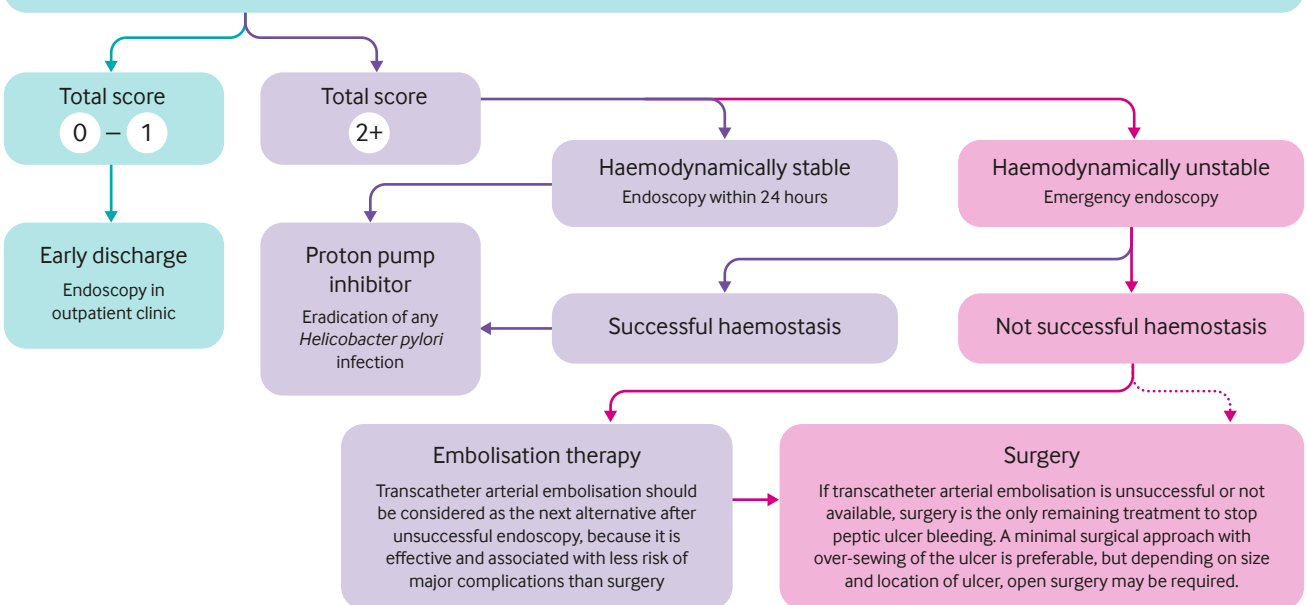 Total score
0 – 1
Total score
2+
Haemodynamically stable
Endoscopy within 24 hours
Haemodynamically unstable
Emergency endoscopy
Early discharge
Endoscopy in
outpatient clinic
Proton pump
inhibitor
Eradication of any
Helicobacter pylori
infection
Successful haemostasis
Not successful haemostasis
Embolisation therapy
Transcatheter arterial embolisation should
be considered as the next alternative after
unsuccessful endoscopy, because it is
effective and associated with less risk of
major complications than surgery
Surgery
If transcatheter arterial embolisation is unsuccessful or not
available, surgery is the only remaining treatment to stop
peptic ulcer bleeding. A minimal surgical approach with
over-sewing of the ulcer is preferable, but depending on size
and location of ulcer, open surgery may be required.